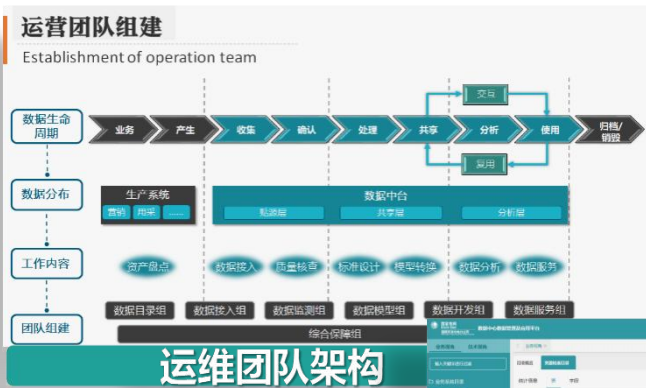 运营团队组建
Establishment of operation team
交互
数据生命
周期
业务 产生 收集 确认 处理 共享 分析 使用 归档/
销毁
复用
数据分布
生产系统
营销 用采 ......
数据中台
贴源层 共享层 分析层
工作内容
资产盘点 数据接入 质量核查 标准设计 模型转换 数据分析 数据服务
团队组建
数据目录组 数据接入组 数据监测组 数据模型组 数据开发组 数据服务组
综合保障组
运维团队架构